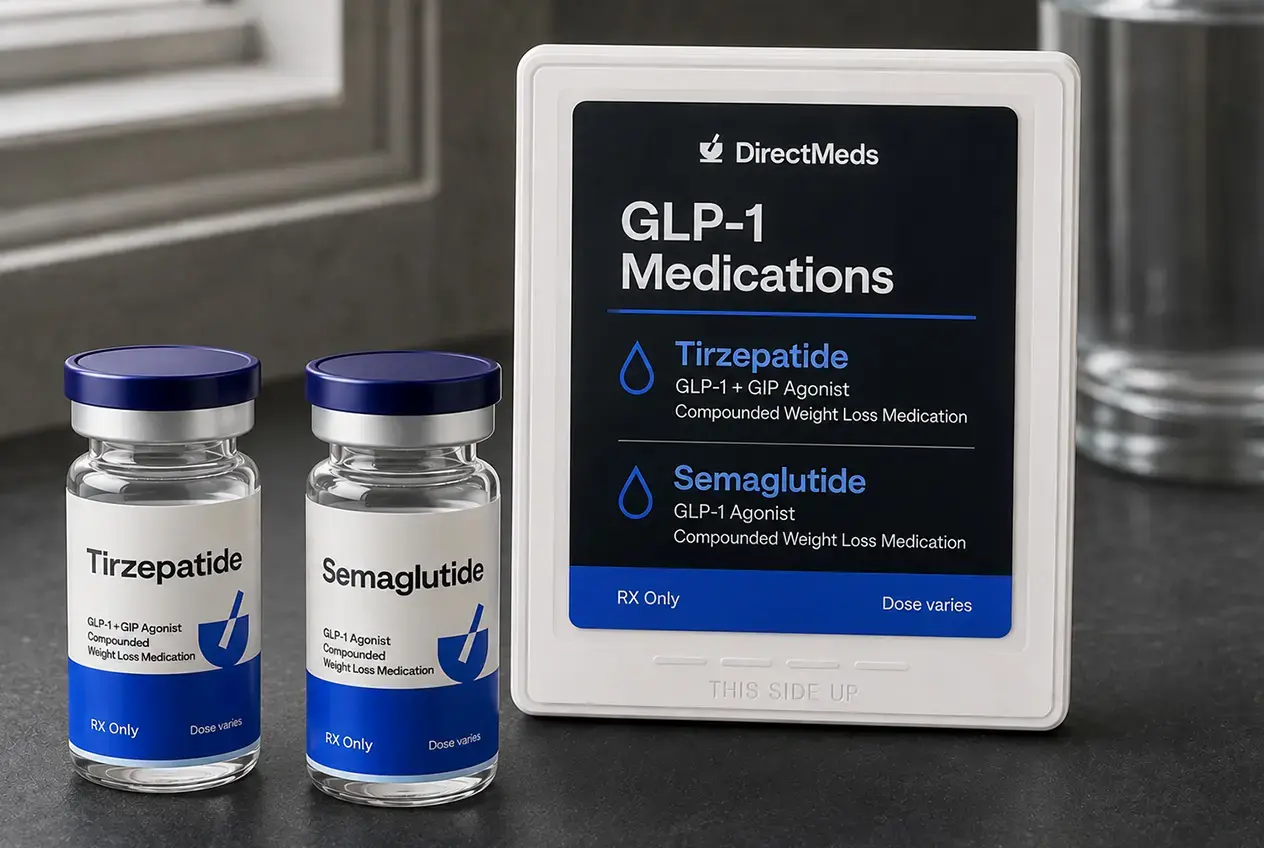 Tirzepatide
GLP-1 + GIP Agonist
Compounded
Weight Loss Medication
RX Only
Dose varies
Semaglutide
GLP-1 Agonist
Compounded
Weight Loss Medication
RX Only
Dose varies
DirectMeds
GLP-1
Medications
Tirzepatide
GLP-1 + GIP Agonist
Compounded Weight Loss Medication
Semaglutide
GLP-1 Agonist
Compounded Weight Loss Medication
RX Only
Dose varies
THIS SIDE UP